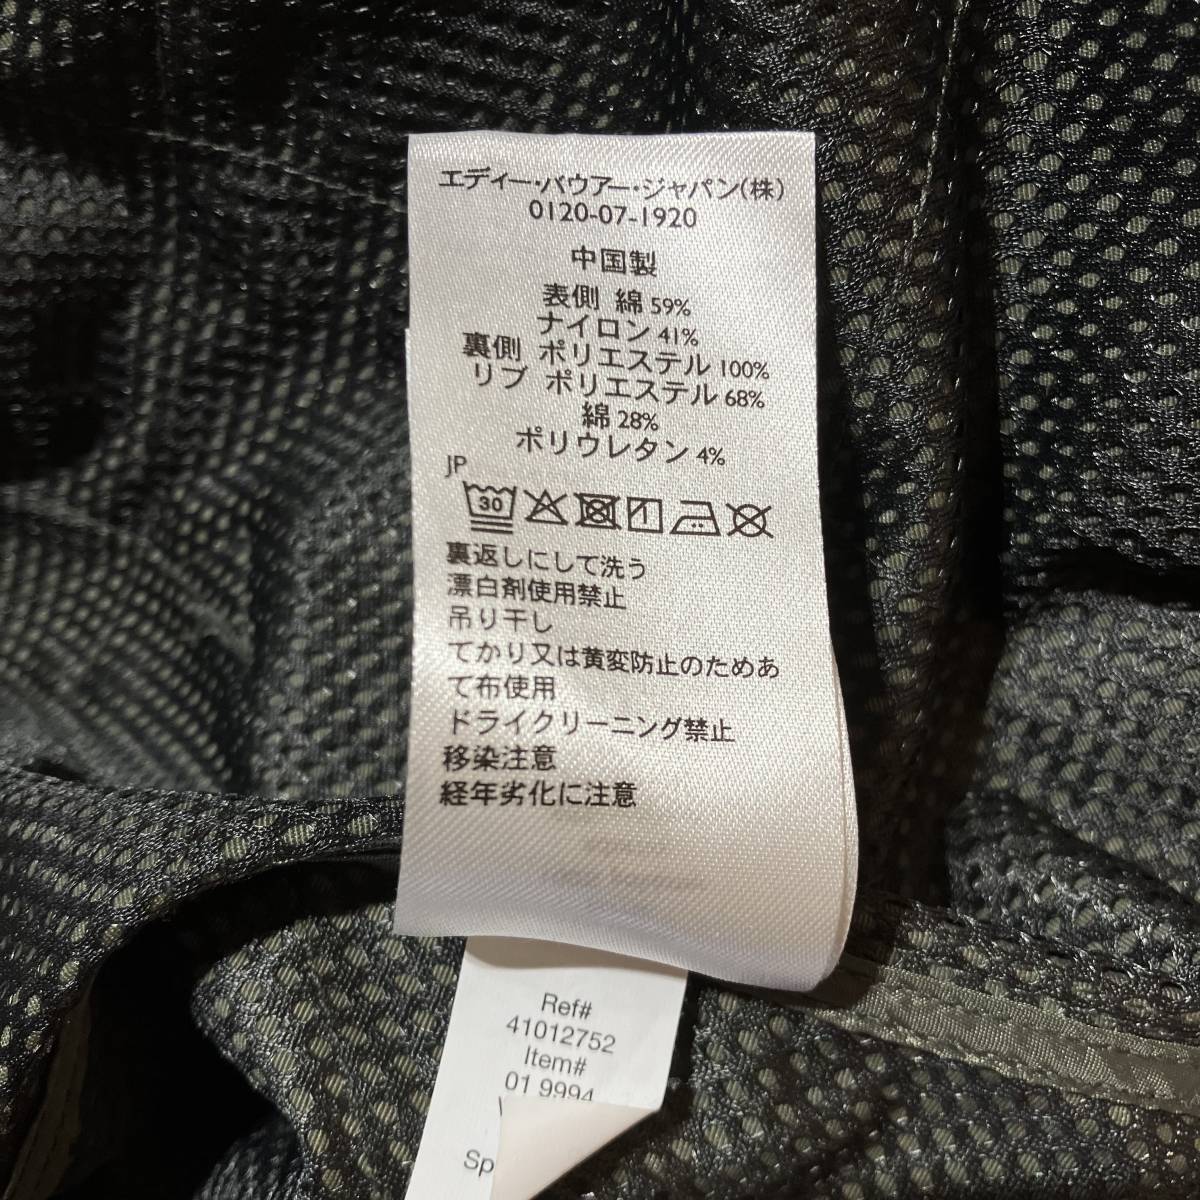 エディー・バウアー・ジャパン(株)
0120-07-1920
中国製
表側 綿 59%
ナイロン 41%
裏側 ポリエステル 100%
リブ ポリエステル 68%
綿 28%
ポリウレタン 4%
JP
30
裏返しにして洗う
漂白剤使用禁止
吊り干し
てかり又は黄変防止のためあ
て布使用
ドライクリーニング禁止
移染注意
経年劣化に注意
Ref#
41012752
Item#
01 9994
Sp